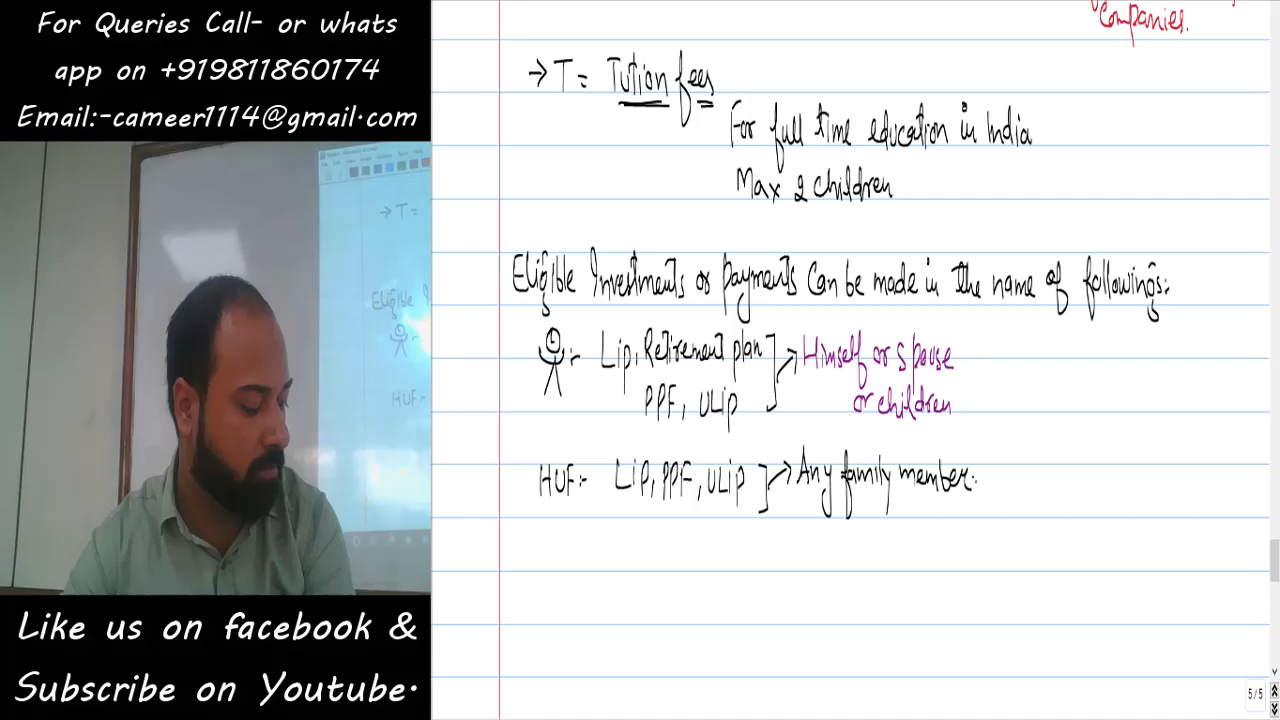 For Queries Call- or whats
app on +919811860174
Email:-cameer1114@gmail.com
Companies.
→ T = Tution fees
For full time education in India
Max 2 children
Eligible Investments or payments Can be made in the name of followings:-
:- Lip, Retirement plan
PPF, ULip
→ Himself or spouse
or children
HUF:- LiP, PPF, ULip ] → Any family member.
Like us on facebook &
Subscribe on Youtube.
5/5